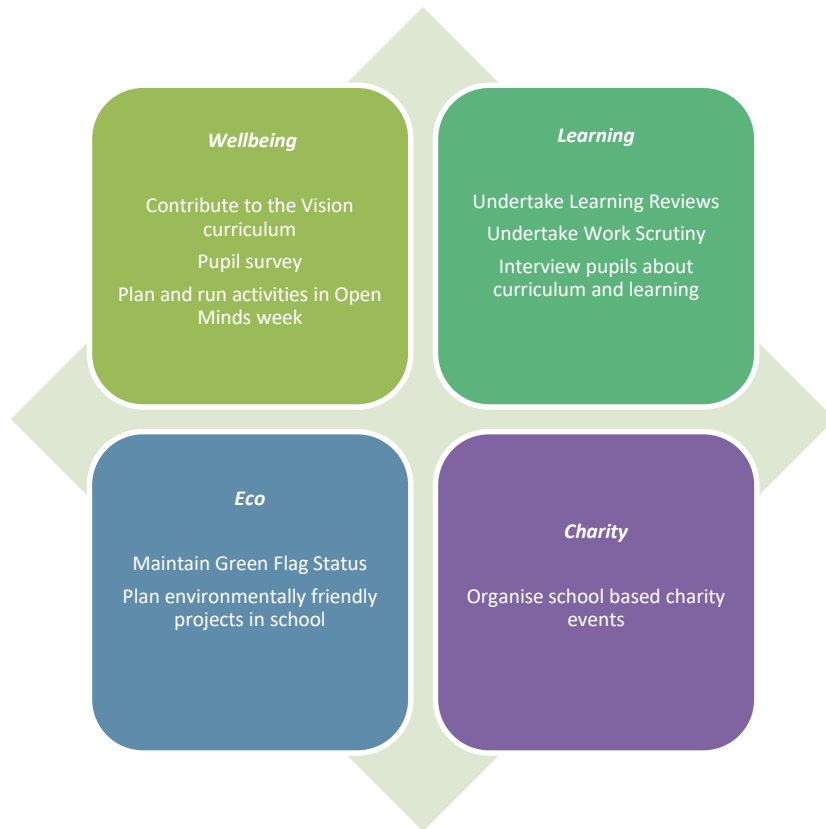 Wellbeing
Contribute to the Vision
curriculum
Pupil survey
Plan and run activities in Open
Minds week
Learning
Undertake Learning Reviews
Undertake Work Scrutiny
Interview pupils about
curriculum and learning
Eco
Maintain Green Flag Status
Plan environmentally friendly
projects in school
Charity
Organise school based charity
events